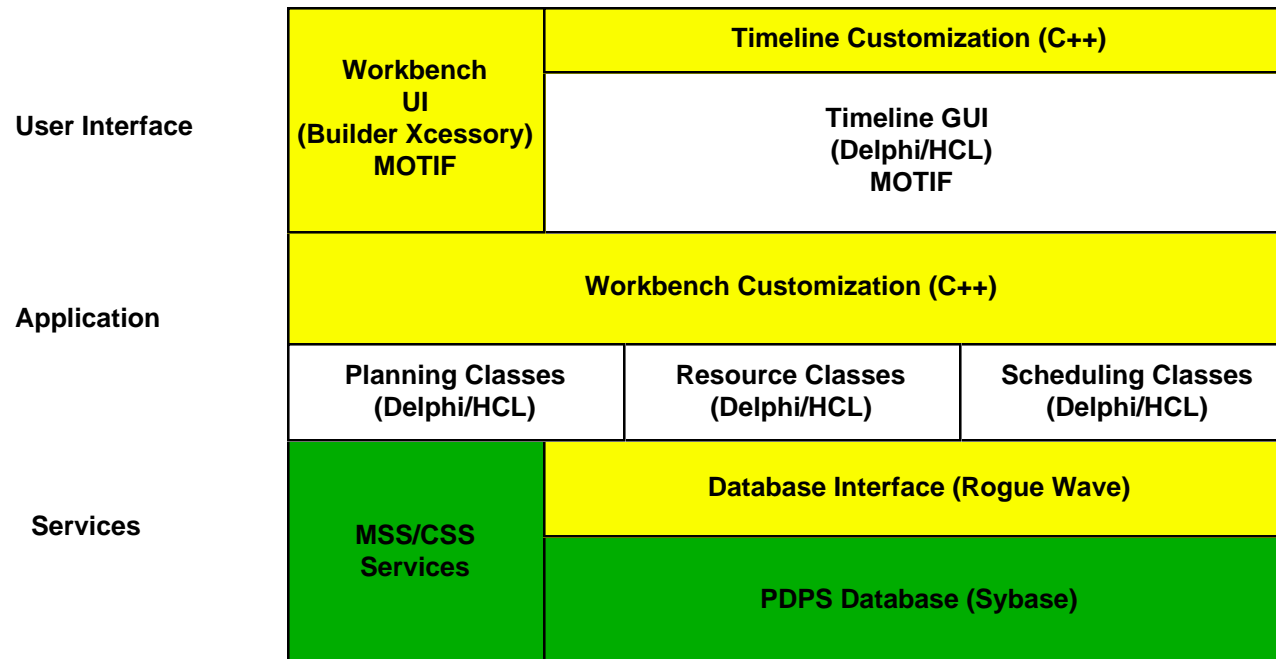 User Interface
Workbench
UI
(Builder Xcessory)
MOTIF
Timeline Customization (C++)
Timeline GUI
(Delphi/HCL)
MOTIF
Application
Workbench Customization (C++)
Planning Classes
(Delphi/HCL)
Resource Classes
(Delphi/HCL)
Scheduling Classes
(Delphi/HCL)
Services
MSS/CSS
Services
Database Interface (Rogue Wave)
PDPS Database (Sybase)